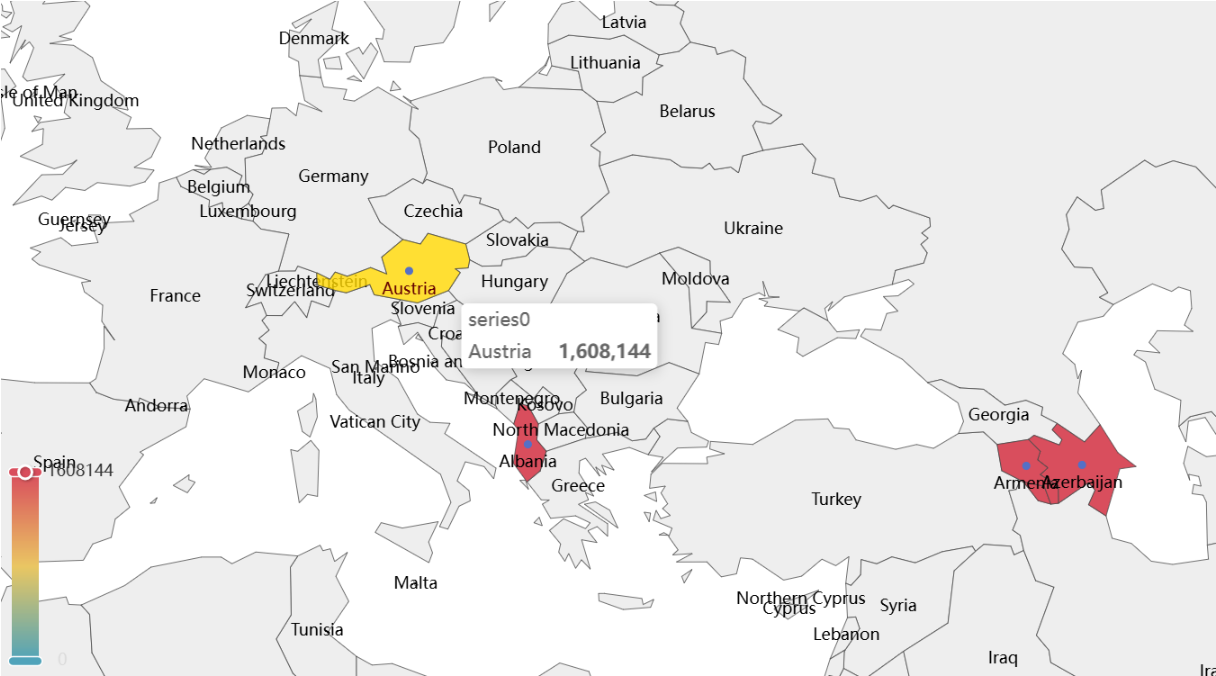 Latvia
Denmark
Lithuania
sle of Man
United Kingdom
Belarus
Netherlands
Poland
Germany
Belgium
Luxembourg
Czechia
Guernsey
Jersey
Ukraine
Slovakia
Moldova
Liechtenstein
Hungary
Switzerland
Austria
France
Slovenia
series0
Croa
Austria 1,608,144
Bosnia an
San Marino
Monaco
Italy
Montenegro
Kosovo
Bulgaria
Andorra
Georgia
Vatican City
North Macedonia
Spain
Albania
1608144
Armenia
Azerbaijan
Greece
Turkey
Malta
Northern Cyprus
Cyprus
Syria
Tunisia
Lebanon
Iraq
0
Ira